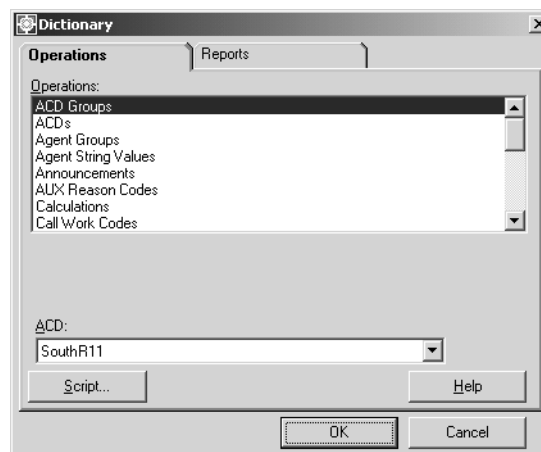 Dictionary
Operations Reports
Operations:
ACD Groups
ACDs
Agent Groups
Agent String Values
Announcements
AUX Reason Codes
Calculations
Call Work Codes
ACD:
SouthR11
Script... Help
OK Cancel